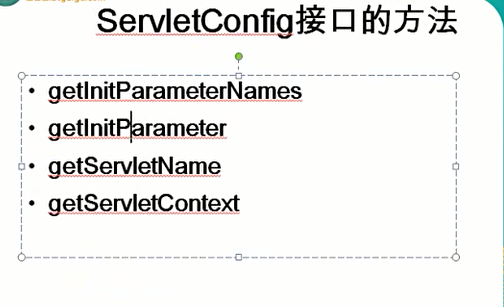 ServletConfig接口的方法
• getInitParameterNames
• getInitParameter
• getServletName
• getServletContext